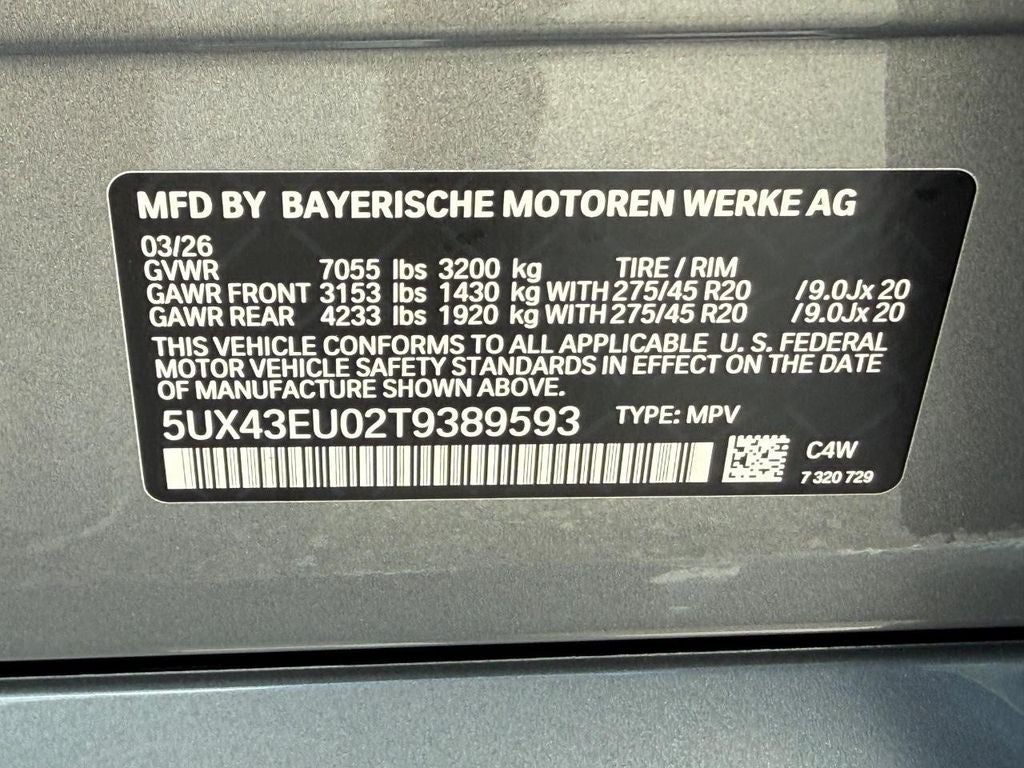 MFD BY BAYERISCHE MOTOREN WERKE AG
03/26
GVWR 7055 lbs 3200 kg TIRE / RIM
GAWR FRONT 3153 lbs 1430 kg WITH 275/45 R20 /9.0Jx 20
GAWR REAR 4233 lbs 1920 kg WITH 275/45 R20 /9.0Jx 20
THIS VEHICLE CONFORMS TO ALL APPLICABLE U. S. FEDERAL
MOTOR VEHICLE SAFETY STANDARDS IN EFFECT ON THE DATE
OF MANUFACTURE SHOWN ABOVE.
5UX43EU02T9389593 TYPE: MPV
C4W
7 320 729